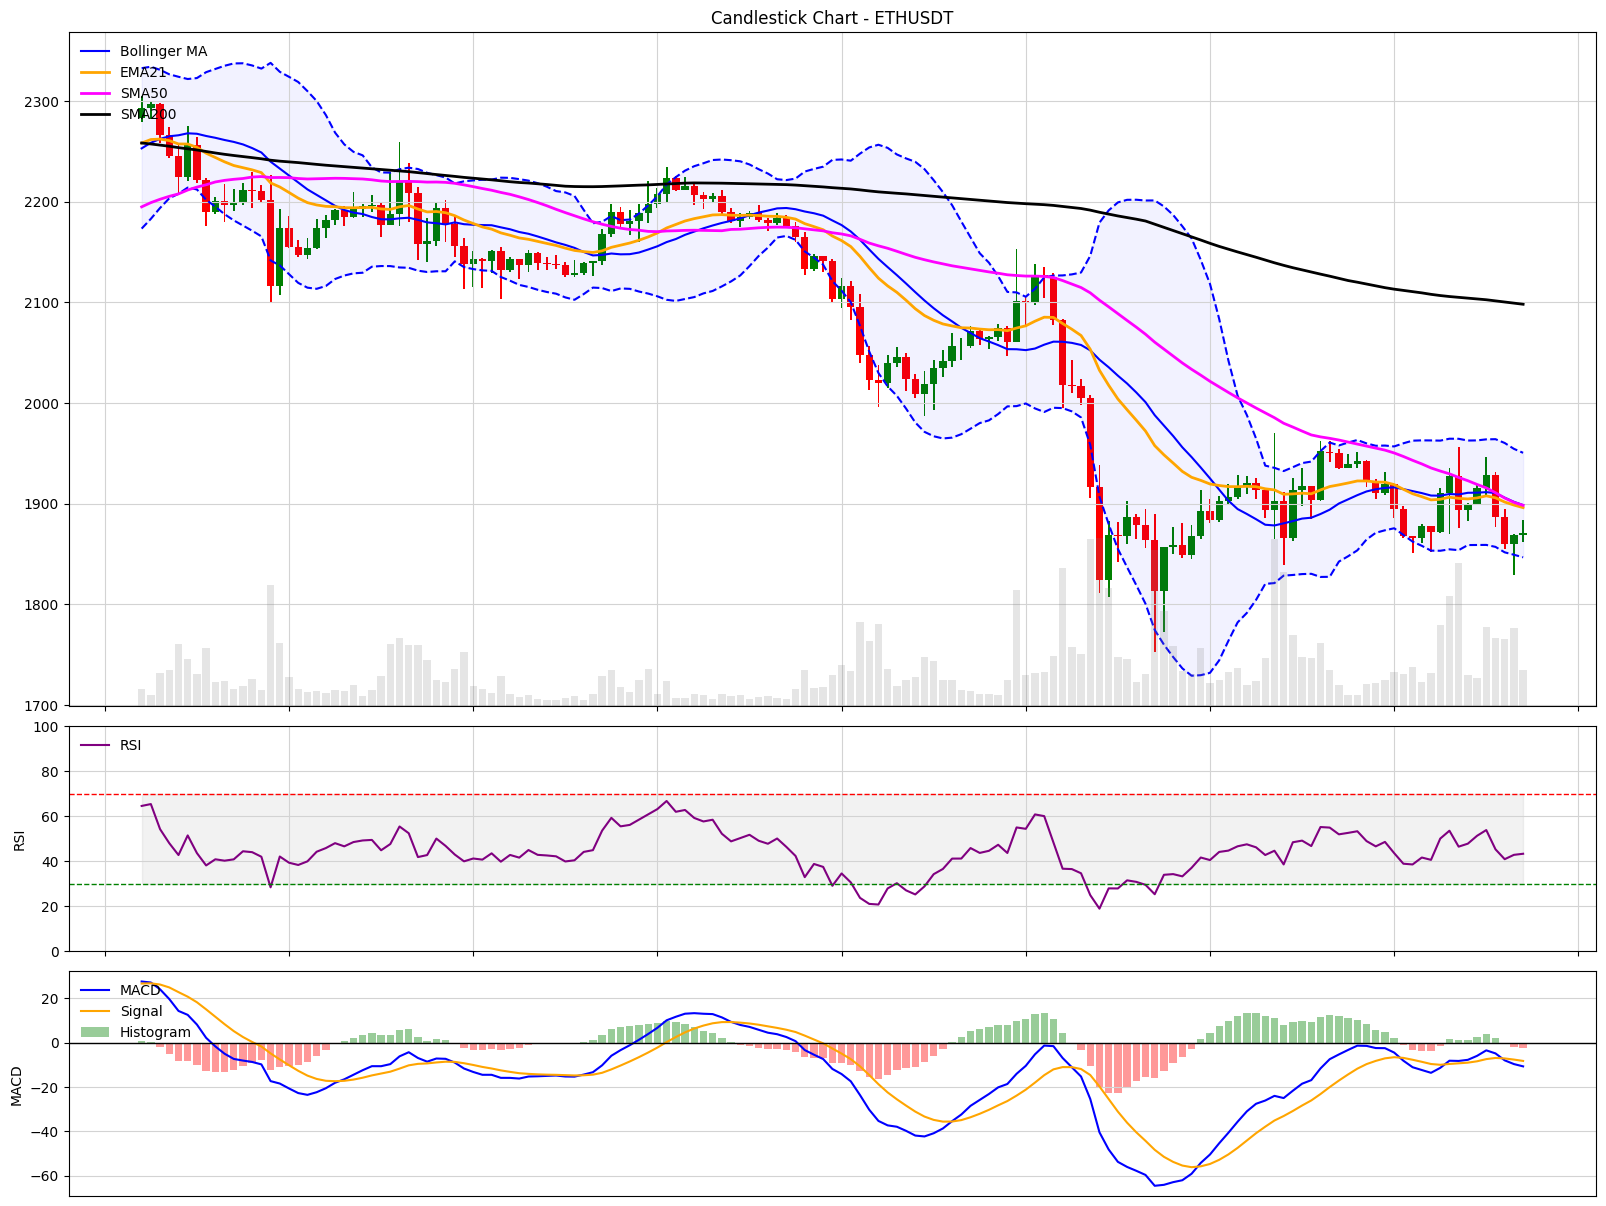 Candlestick Chart - ETHUSDT
Bollinger MA
EMA21
SMA50
SMA200
2300
2200
2100
2000
1900
1800
1700
RSI
100
80
60
40
20
0
RSI
MACD
Signal
Histogram
20
0
−20
−40
−60
MACD